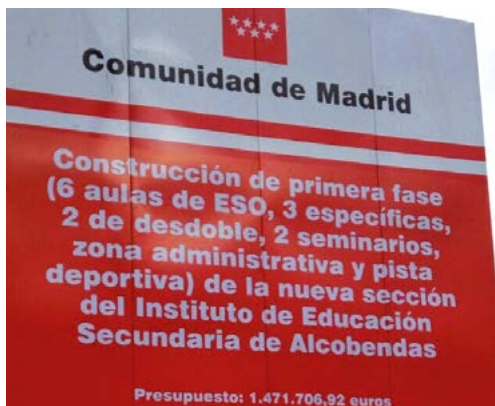 Comunidad de Madrid
Construcción de primera fase
(6 aulas de ESO, 3 específicas,
2 de desdoble, 2 seminarios,
zona administrativa y pista
deportiva) de la nueva sección
del Instituto de Educación
Secundaria de Alcobendas
Presupuesto: 1.471.706,92 euros